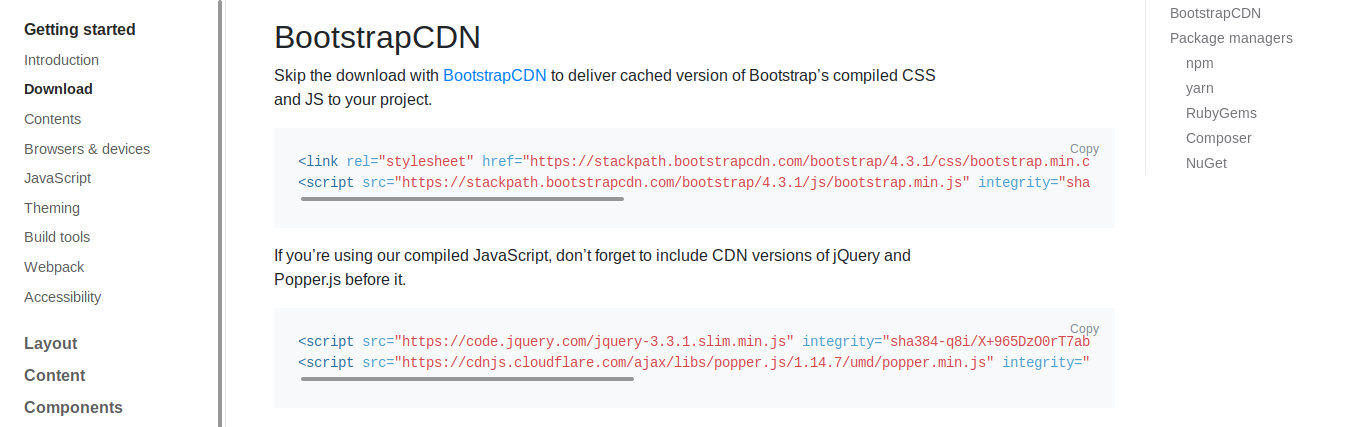 Getting started
Introduction
Download
Contents
Browsers & devices
JavaScript
Theming
Build tools
Webpack
Accessibility
Layout
Content
Components
BootstrapCDN
Skip the download with BootstrapCDN to deliver cached version of Bootstrap’s compiled CSS
and JS to your project.
Copy
<link rel="stylesheet" href="https://stackpath.bootstrapcdn.com/bootstrap/4.3.1/css/bootstrap.min.c
<script src="https://stackpath.bootstrapcdn.com/bootstrap/4.3.1/js/bootstrap.min.js" integrity="sha
If you’re using our compiled JavaScript, don’t forget to include CDN versions of jQuery and
Popper.js before it.
Copy
<script src="https://code.jquery.com/jquery-3.3.1.slim.min.js" integrity="sha384-q8i/X+965DzO0rT7ab
<script src="https://cdnjs.cloudflare.com/ajax/libs/popper.js/1.14.7/umd/popper.min.js" integrity="
BootstrapCDN
Package managers
npm
yarn
RubyGems
Composer
NuGet